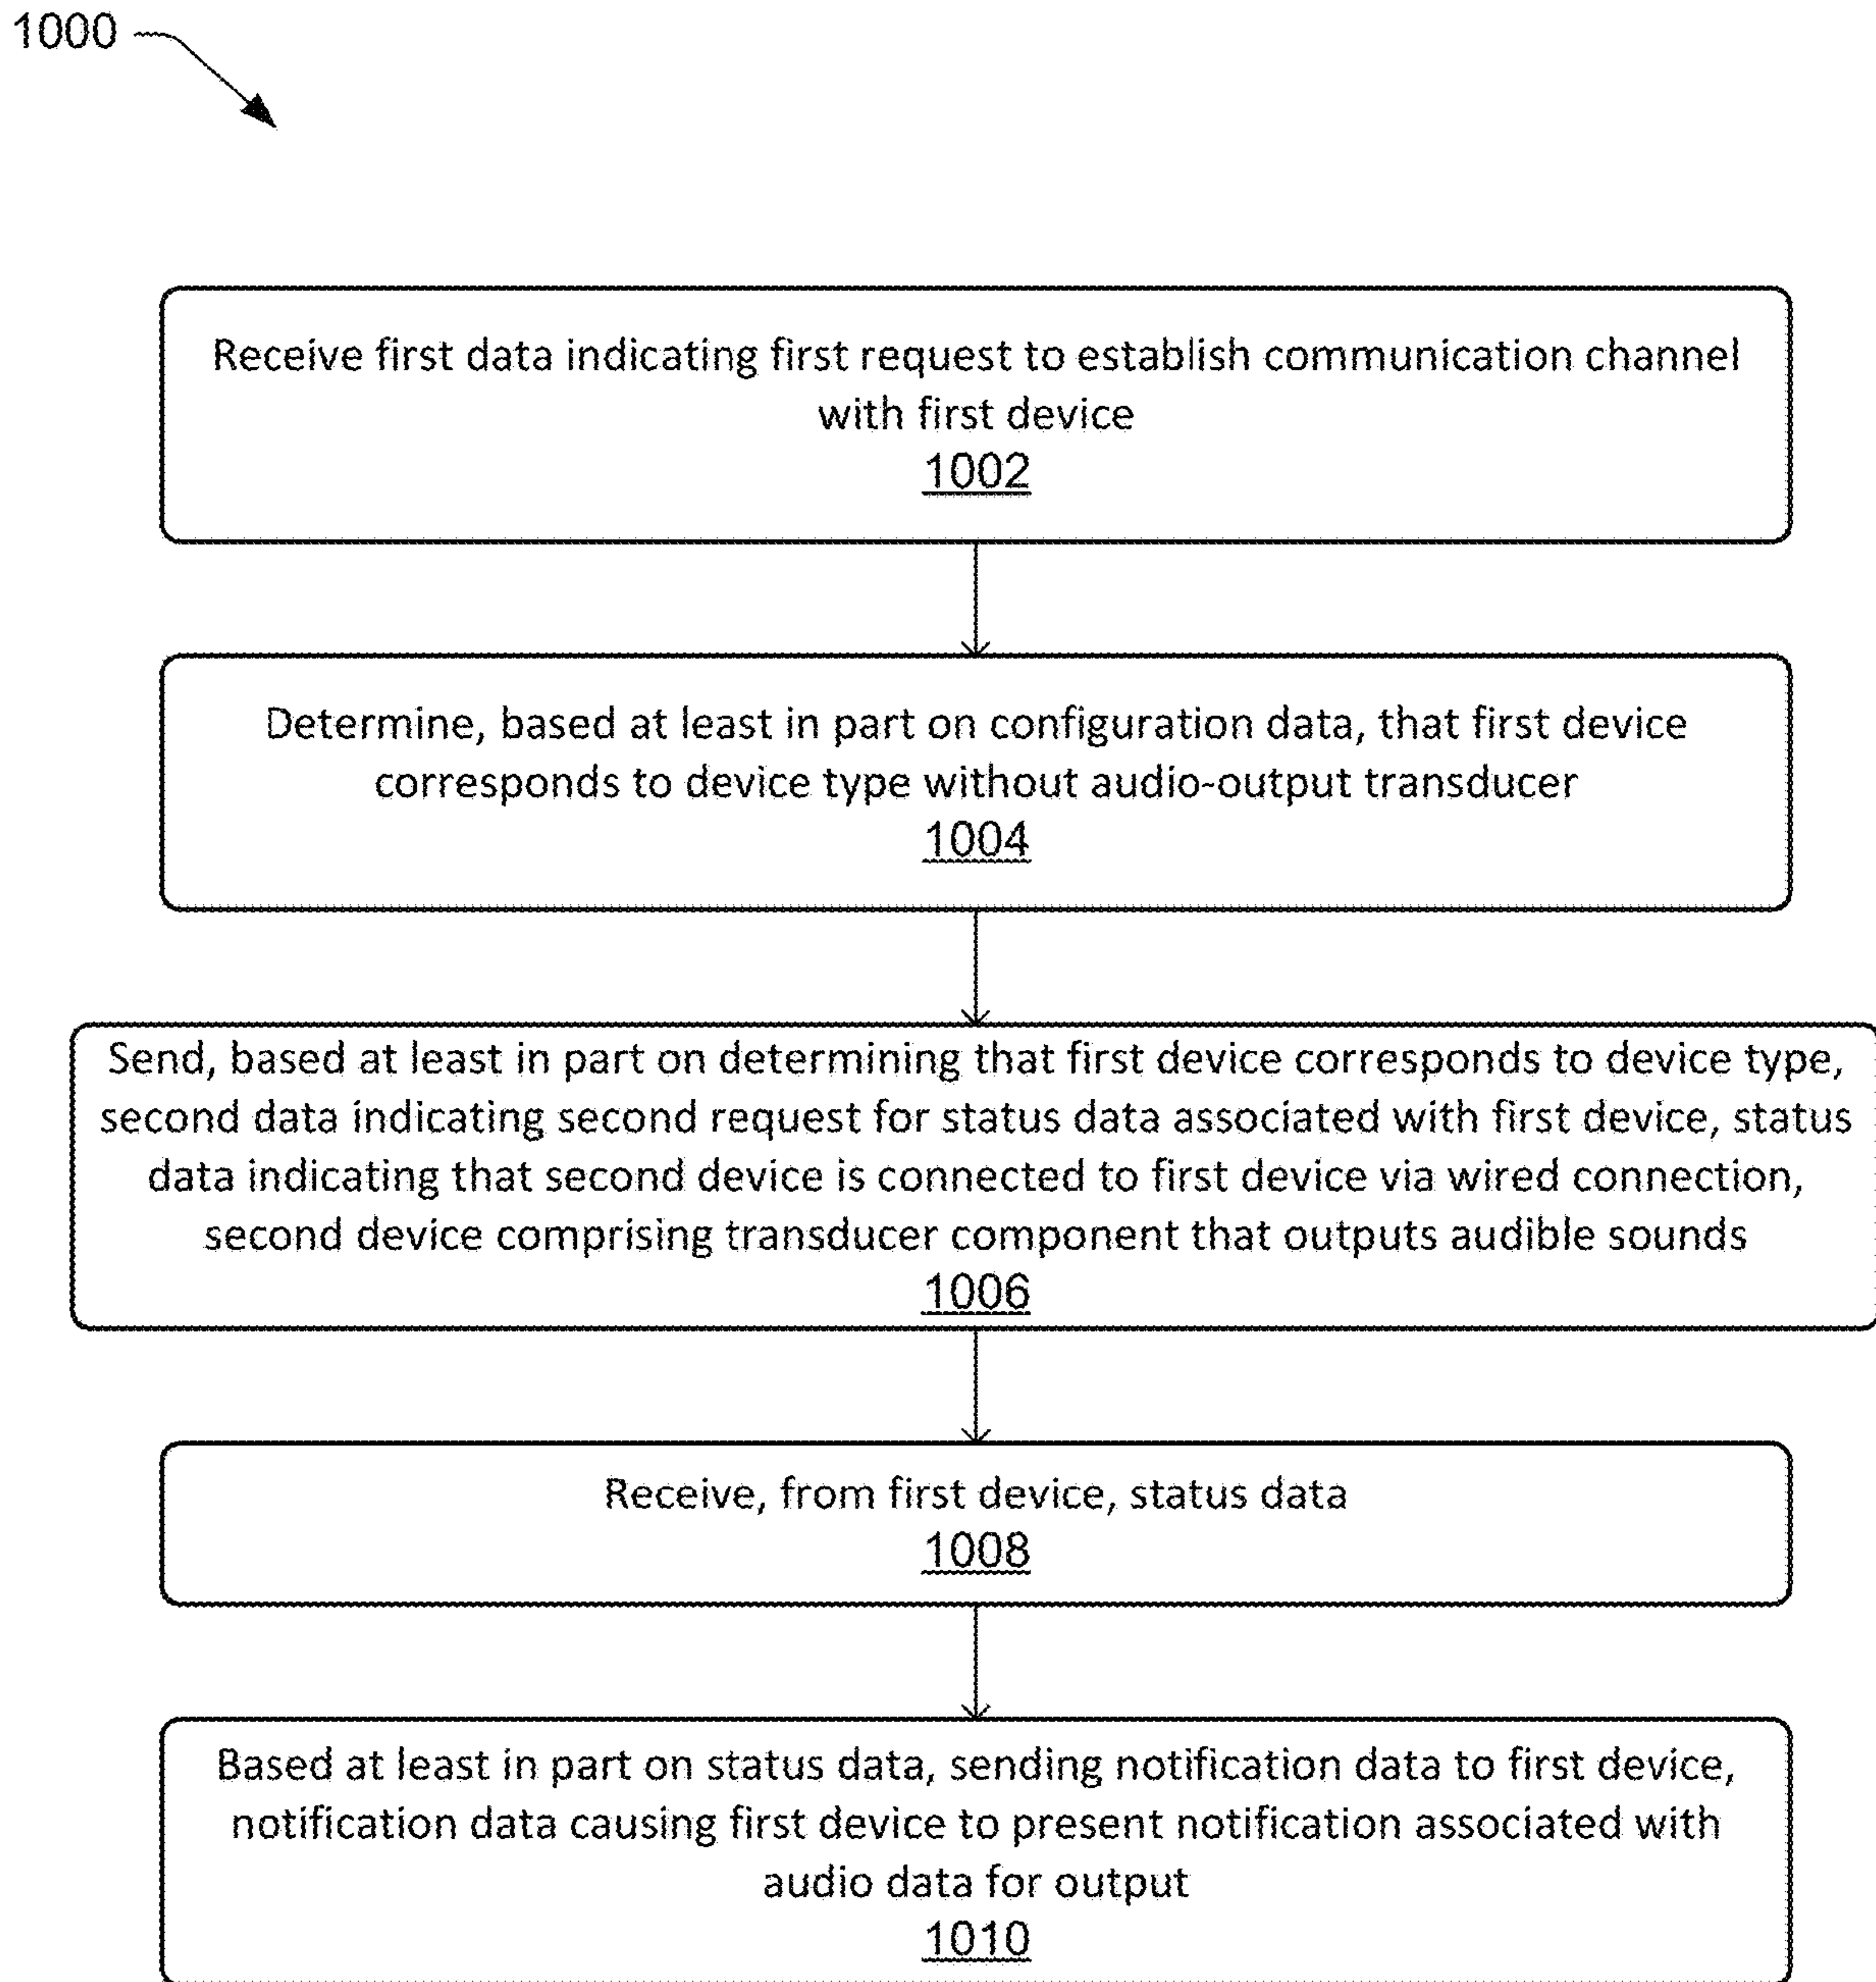 1000
Receive first data indicating first request to establish communication channel
with first device
1002
Determine, based at least in part on configuration data, that first device
corresponds to device type without audio-output transducer
1004
Send, based at least in part on determining that first device corresponds to device type,
second data indicating second request for status data associated with first device, status
data indicating that second device is connected to first device via wired connection,
second device comprising transducer component that outputs audible sounds
1006
Receive, from first device, status data
1008
Based at least in part on status data, sending notification data to first device,
notification data causing first device to present notification associated with
audio data for output
1010